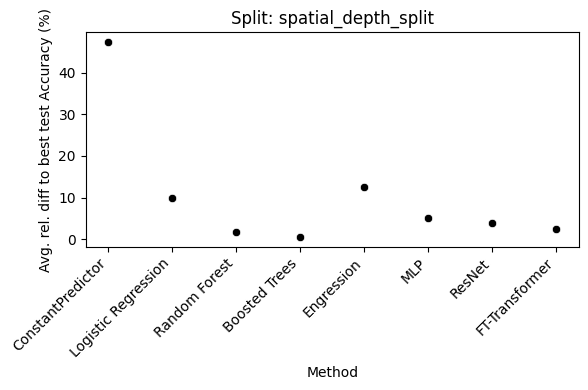 Split: spatial_depth_split
Avg. rel. diff to best test Accuracy (%)
40
30
20
10
0
ConstantPredictor
Logistic Regression
Random Forest
Boosted Trees
Engression
MLP
ResNet
FT-Transformer
Method